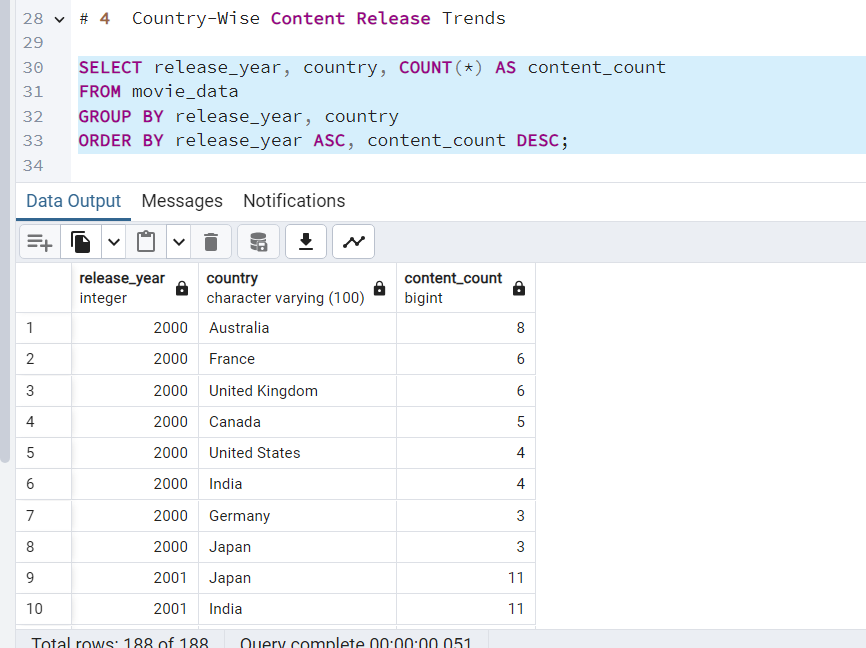 28 # 4 Country-Wise Content Release Trends
29
30 SELECT release_year, country, COUNT(*) AS content_count
31 FROM movie_data
32 GROUP BY release_year, country
33 ORDER BY release_year ASC, content_count DESC;
34
Data Output Messages Notifications
release_year country content_count
integer character varying (100) bigint
1 2000 Australia 8
2 2000 France 6
3 2000 United Kingdom 6
4 2000 Canada 5
5 2000 United States 4
6 2000 India 4
7 2000 Germany 3
8 2000 Japan 3
9 2001 Japan 11
10 2001 India 11
Total rows: 188 of 188 Query complete 00:00:00.051